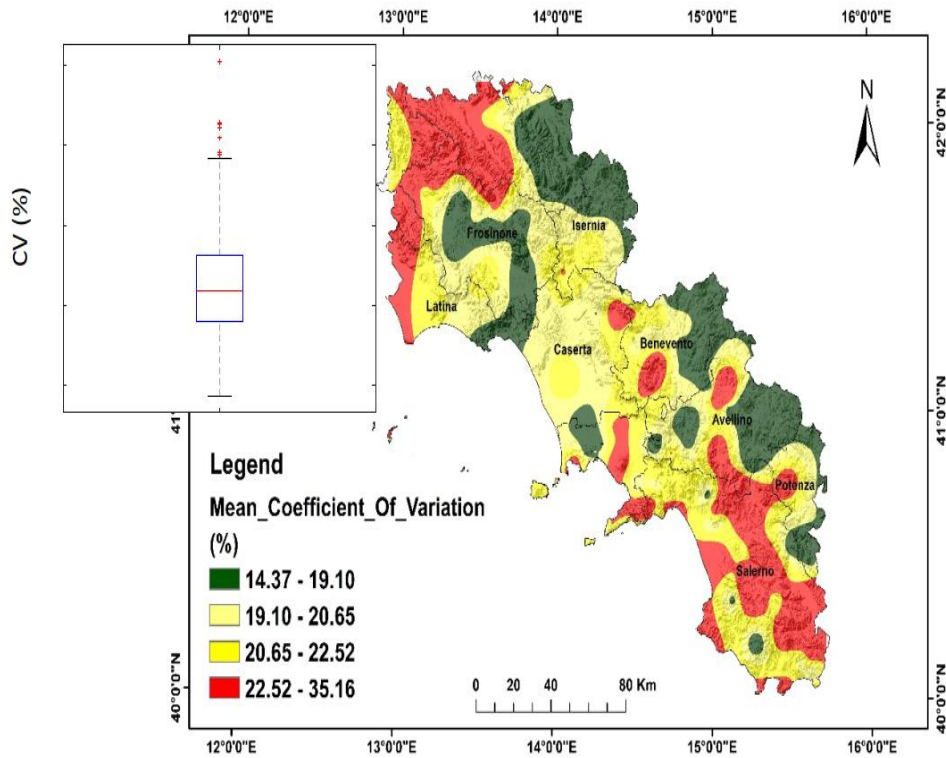 12°0'0"E 13°0'0"E 14°0'0"E 15°0'0"E 16°0'0"E
CV (%)
N
42°0'0"N
42°0'0"N
Isernia
Frosinone
Latina
Benevento
Caserta
41°0'0"N
Avellino
Potenza
Salerno
Legend
Mean_Coefficient_Of_Variation
(%)
14.37 - 19.10
19.10 - 20.65
20.65 - 22.52
22.52 - 35.16
0 20 40 80 Km
40°0'0"N
40°0'0"N
12°0'0"E 13°0'0"E 14°0'0"E 15°0'0"E 16°0'0"E